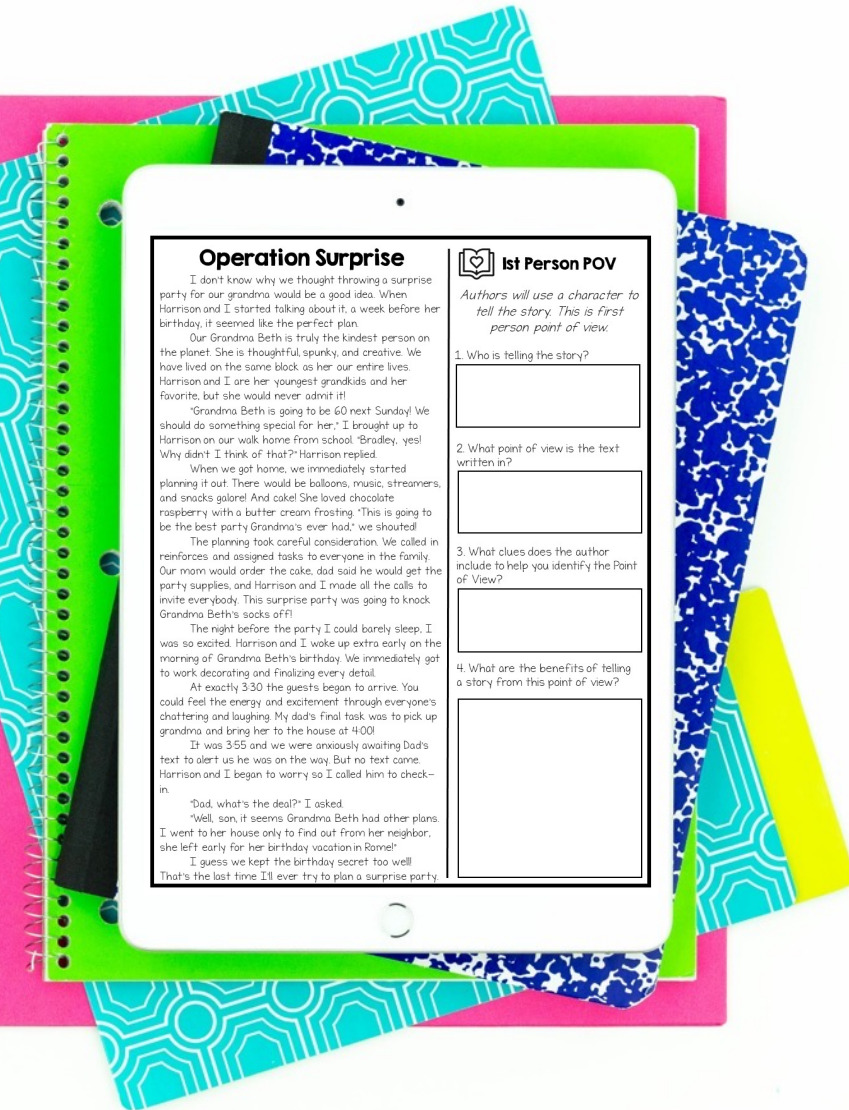 Operation Surprise
I don't know why we thought throwing a surprise
party for our grandma would be a good idea. When
Harrison and I started talking about it, a week before her
birthday, it seemed like the perfect plan.
Our Grandma Beth is truly the kindest person on
the planet. She is thoughtful, spunky, and creative. We
have lived on the same block as her our entire lives.
Harrison and I are her youngest grandkids and her
favorite, but she would never admit it!
"Grandma Beth is going to be 60 next Sunday! We
should do something special for her," I brought up to
Harrison on our walk home from school. "Bradley, yes!
Why didn't I think of that?" Harrison replied.
When we got home, we immediately started
planning it out. There would be balloons, music, streamers,
and snacks galore! And cake! She loved chocolate
raspberry with a butter cream frosting. "This is going to
be the best party Grandma's ever had," we shouted!
The planning took careful consideration. We called in
reinforces and assigned tasks to everyone in the family.
Our mom would order the cake, dad said he would get the
party supplies, and Harrison and I made all the calls to
invite everybody. This surprise party was going to knock
Grandma Beth's socks off!
The night before the party I could barely sleep, I
was so excited. Harrison and I woke up extra early on the
morning of Grandma Beth's birthday. We immediately got
to work decorating and finalizing every detail.
At exactly 3:30 the guests began to arrive. You
could feel the energy and excitement through everyone's
chattering and laughing. My dad's final task was to pick up
grandma and bring her to the house at 4:00!
It was 3:55 and we were anxiously awaiting Dad's
text to alert us he was on the way. But no text came.
Harrison and I began to worry so I called him to check-
in.
"Dad, what's the deal?" I asked.
"Well, son, it seems Grandma Beth had other plans.
I went to her house only to find out from her neighbor,
she left early for her birthday vacation in Rome!"
I guess we kept the birthday secret too well!
That's the last time I'll ever try to plan a surprise party.
1st Person POV
Authors will use a character to
tell the story. This is first
person point of view.
1. Who is telling the story?
2. What point of view is the text
written in?
3. What clues does the author
include to help you identify the Point
of View?
4. What are the benefits of telling
a story from this point of view?